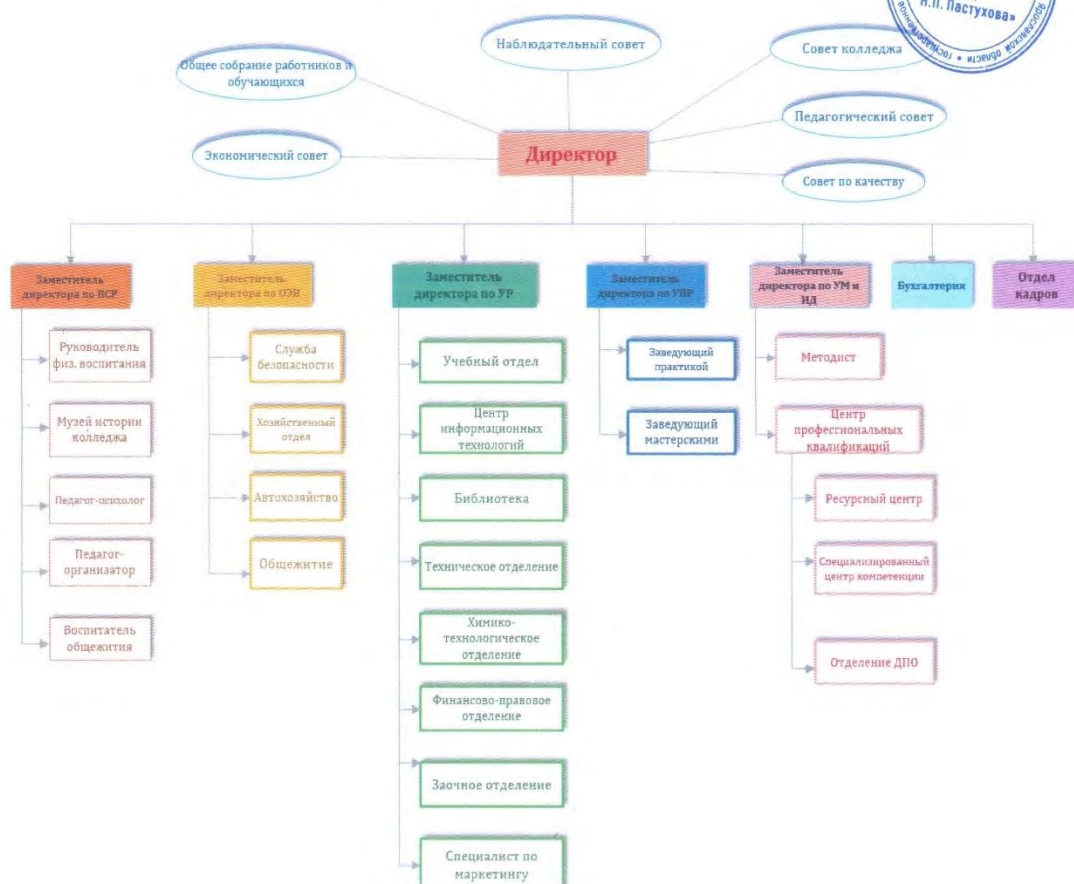 Н.П. Пастухова»
Ярославской области • государственное
Наблюдательный совет
Совет колледжа
Общее собрание работников и
обучающихся
Педагогический совет
Экономический совет
Директор
Совет по качеству
Заместитель
директора по ВСР
Заместитель
директора по ОЭВ
Заместитель
директора по УР
Заместитель
директора по УПР
Заместитель
директора по УМ и
ИД
Бухгалтерия
Отдел
кадров
Руководитель
физ. воспитания
Музей истории
колледжа
Педагог-психолог
Педагог-
организатор
Воспитатель
общежития
Служба
безопасности
Хозяйственный
отдел
Автохозяйство
Общежитие
Учебный отдел
Центр
информационных
технологий
Библиотека
Техническое отделение
Химико-
технологическое
отделение
Финансово-правовое
отделение
Заочное отделение
Специалист по
маркетингу
Заведующий
практикой
Заведующий
мастерскими
Методист
Центр
профессиональных
квалификаций
Ресурсный центр
Специализированный
центр компетенции
Отделение ДПО